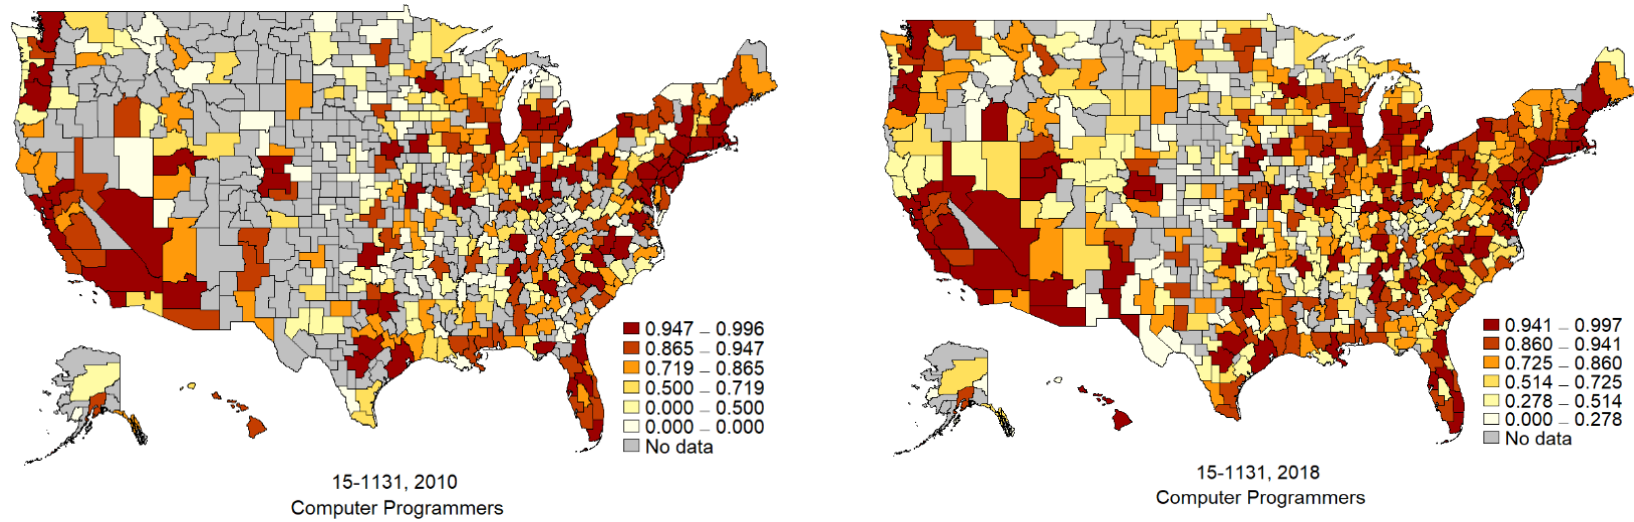 0.947 – 0.996
0.865 – 0.947
0.719 – 0.865
0.500 – 0.719
0.000 – 0.500
0.000 – 0.000
No data
15-1131, 2010
Computer Programmers
0.941 – 0.997
0.860 – 0.941
0.725 – 0.860
0.514 – 0.725
0.278 – 0.514
0.000 – 0.278
No data
15-1131, 2018
Computer Programmers